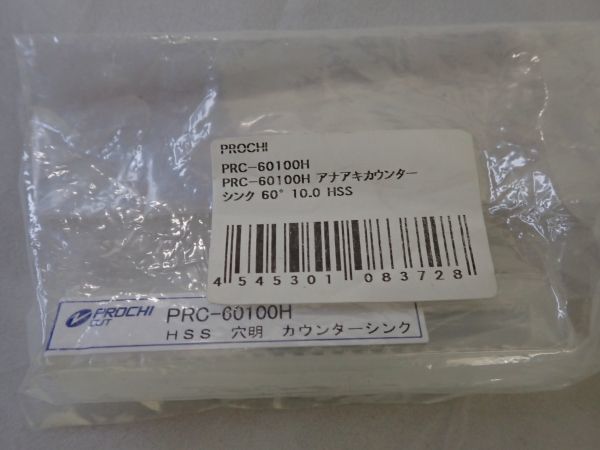 PROCHI
PRC-60100H
PRC-60100H アナアキカウンター
シンク 60° 10.0 HSS
4 545301 083728
PROCHI CUT
PRC-60100H
HSS 穴明 カウンターシンク